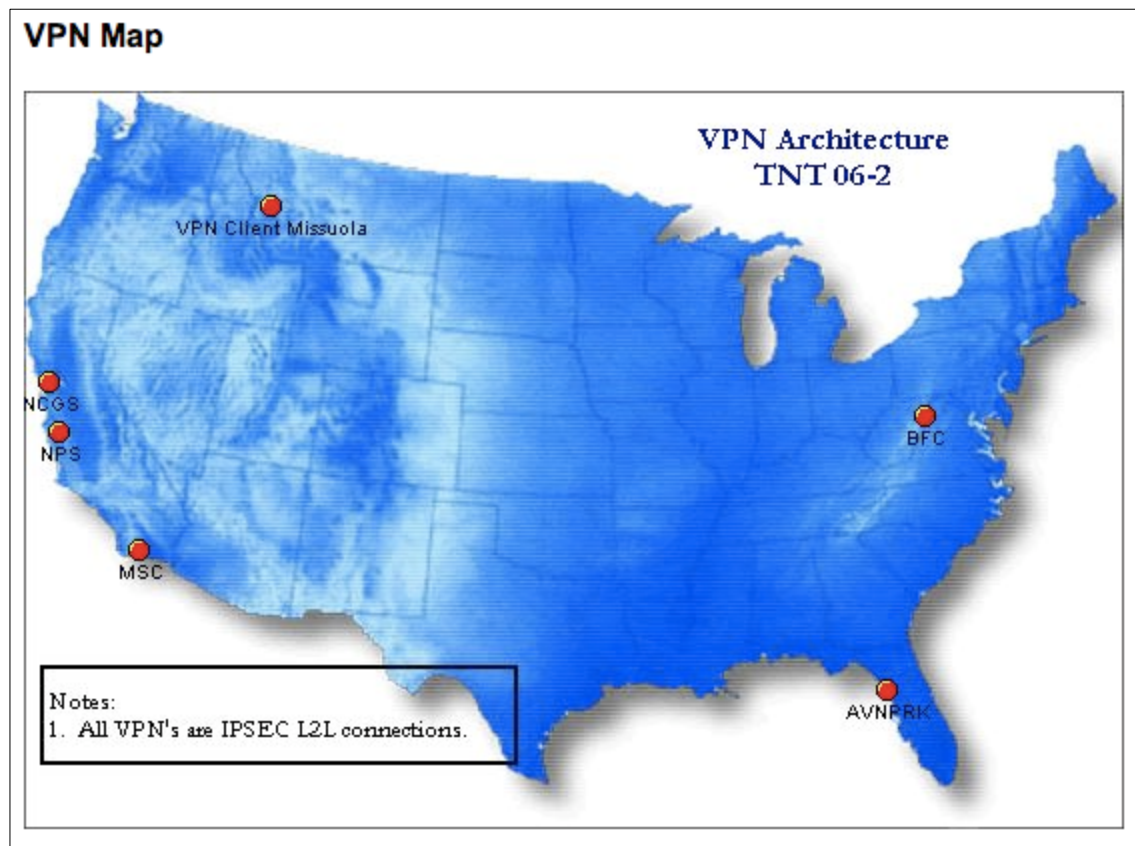 VPN Map
VPN Architecture
TNT 06-2
VPN Client Missuola
NCGS
NPS
BFC
MSC
AVNPRK
Notes:
1. All VPN's are IPSEC L2L connections.